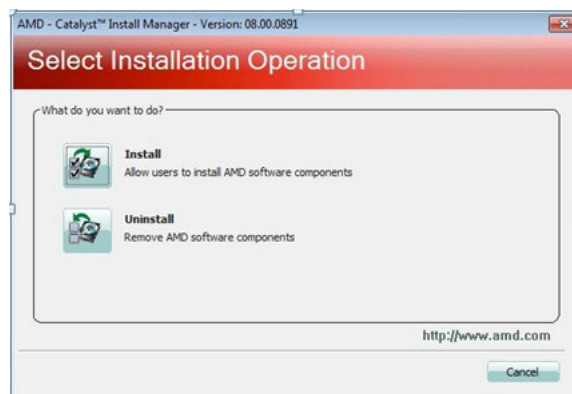 AMD - Catalyst™ Install Manager - Version: 08.00.0891
Select Installation Operation
What do you want to do?
Install
Allow users to install AMD software components
Uninstall
Remove AMD software components
http://www.amd.com
Cancel